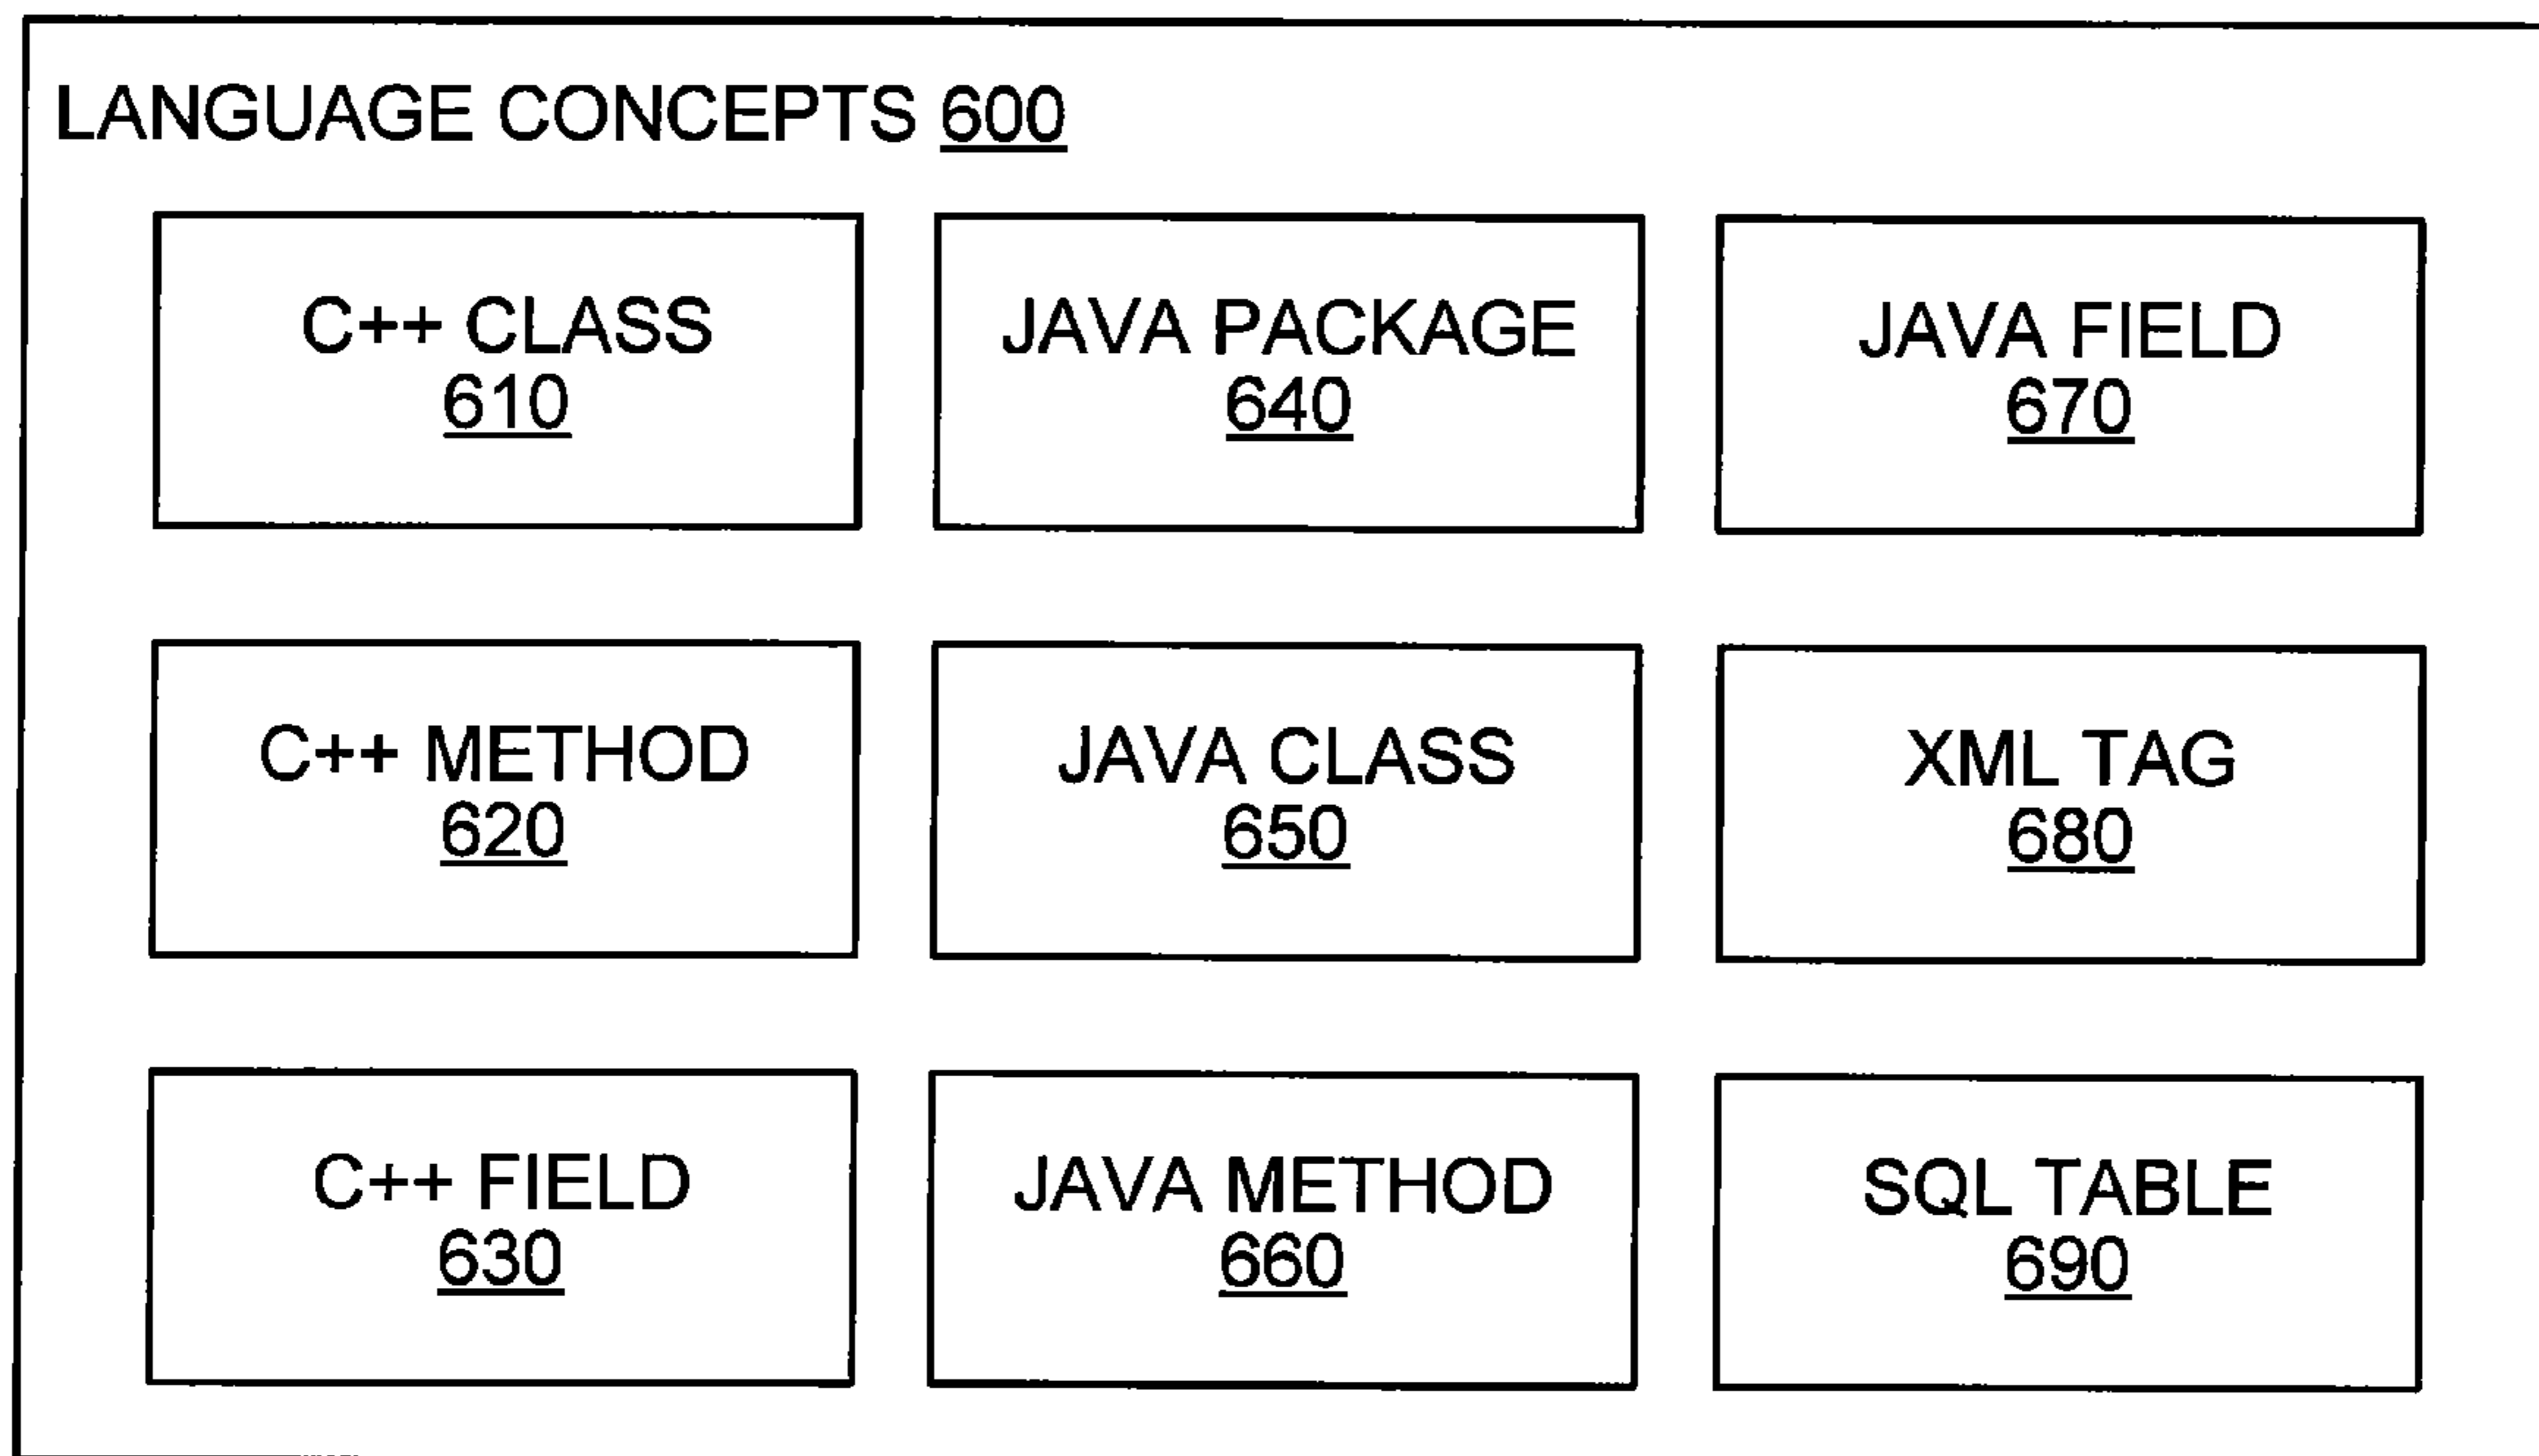 LANGUAGE CONCEPTS 600
C++ CLASS
610
JAVA PACKAGE
640
JAVA FIELD
670
C++ METHOD
620
JAVA CLASS
650
XML TAG
680
C++ FIELD
630
JAVA METHOD
660
SQL TABLE
690